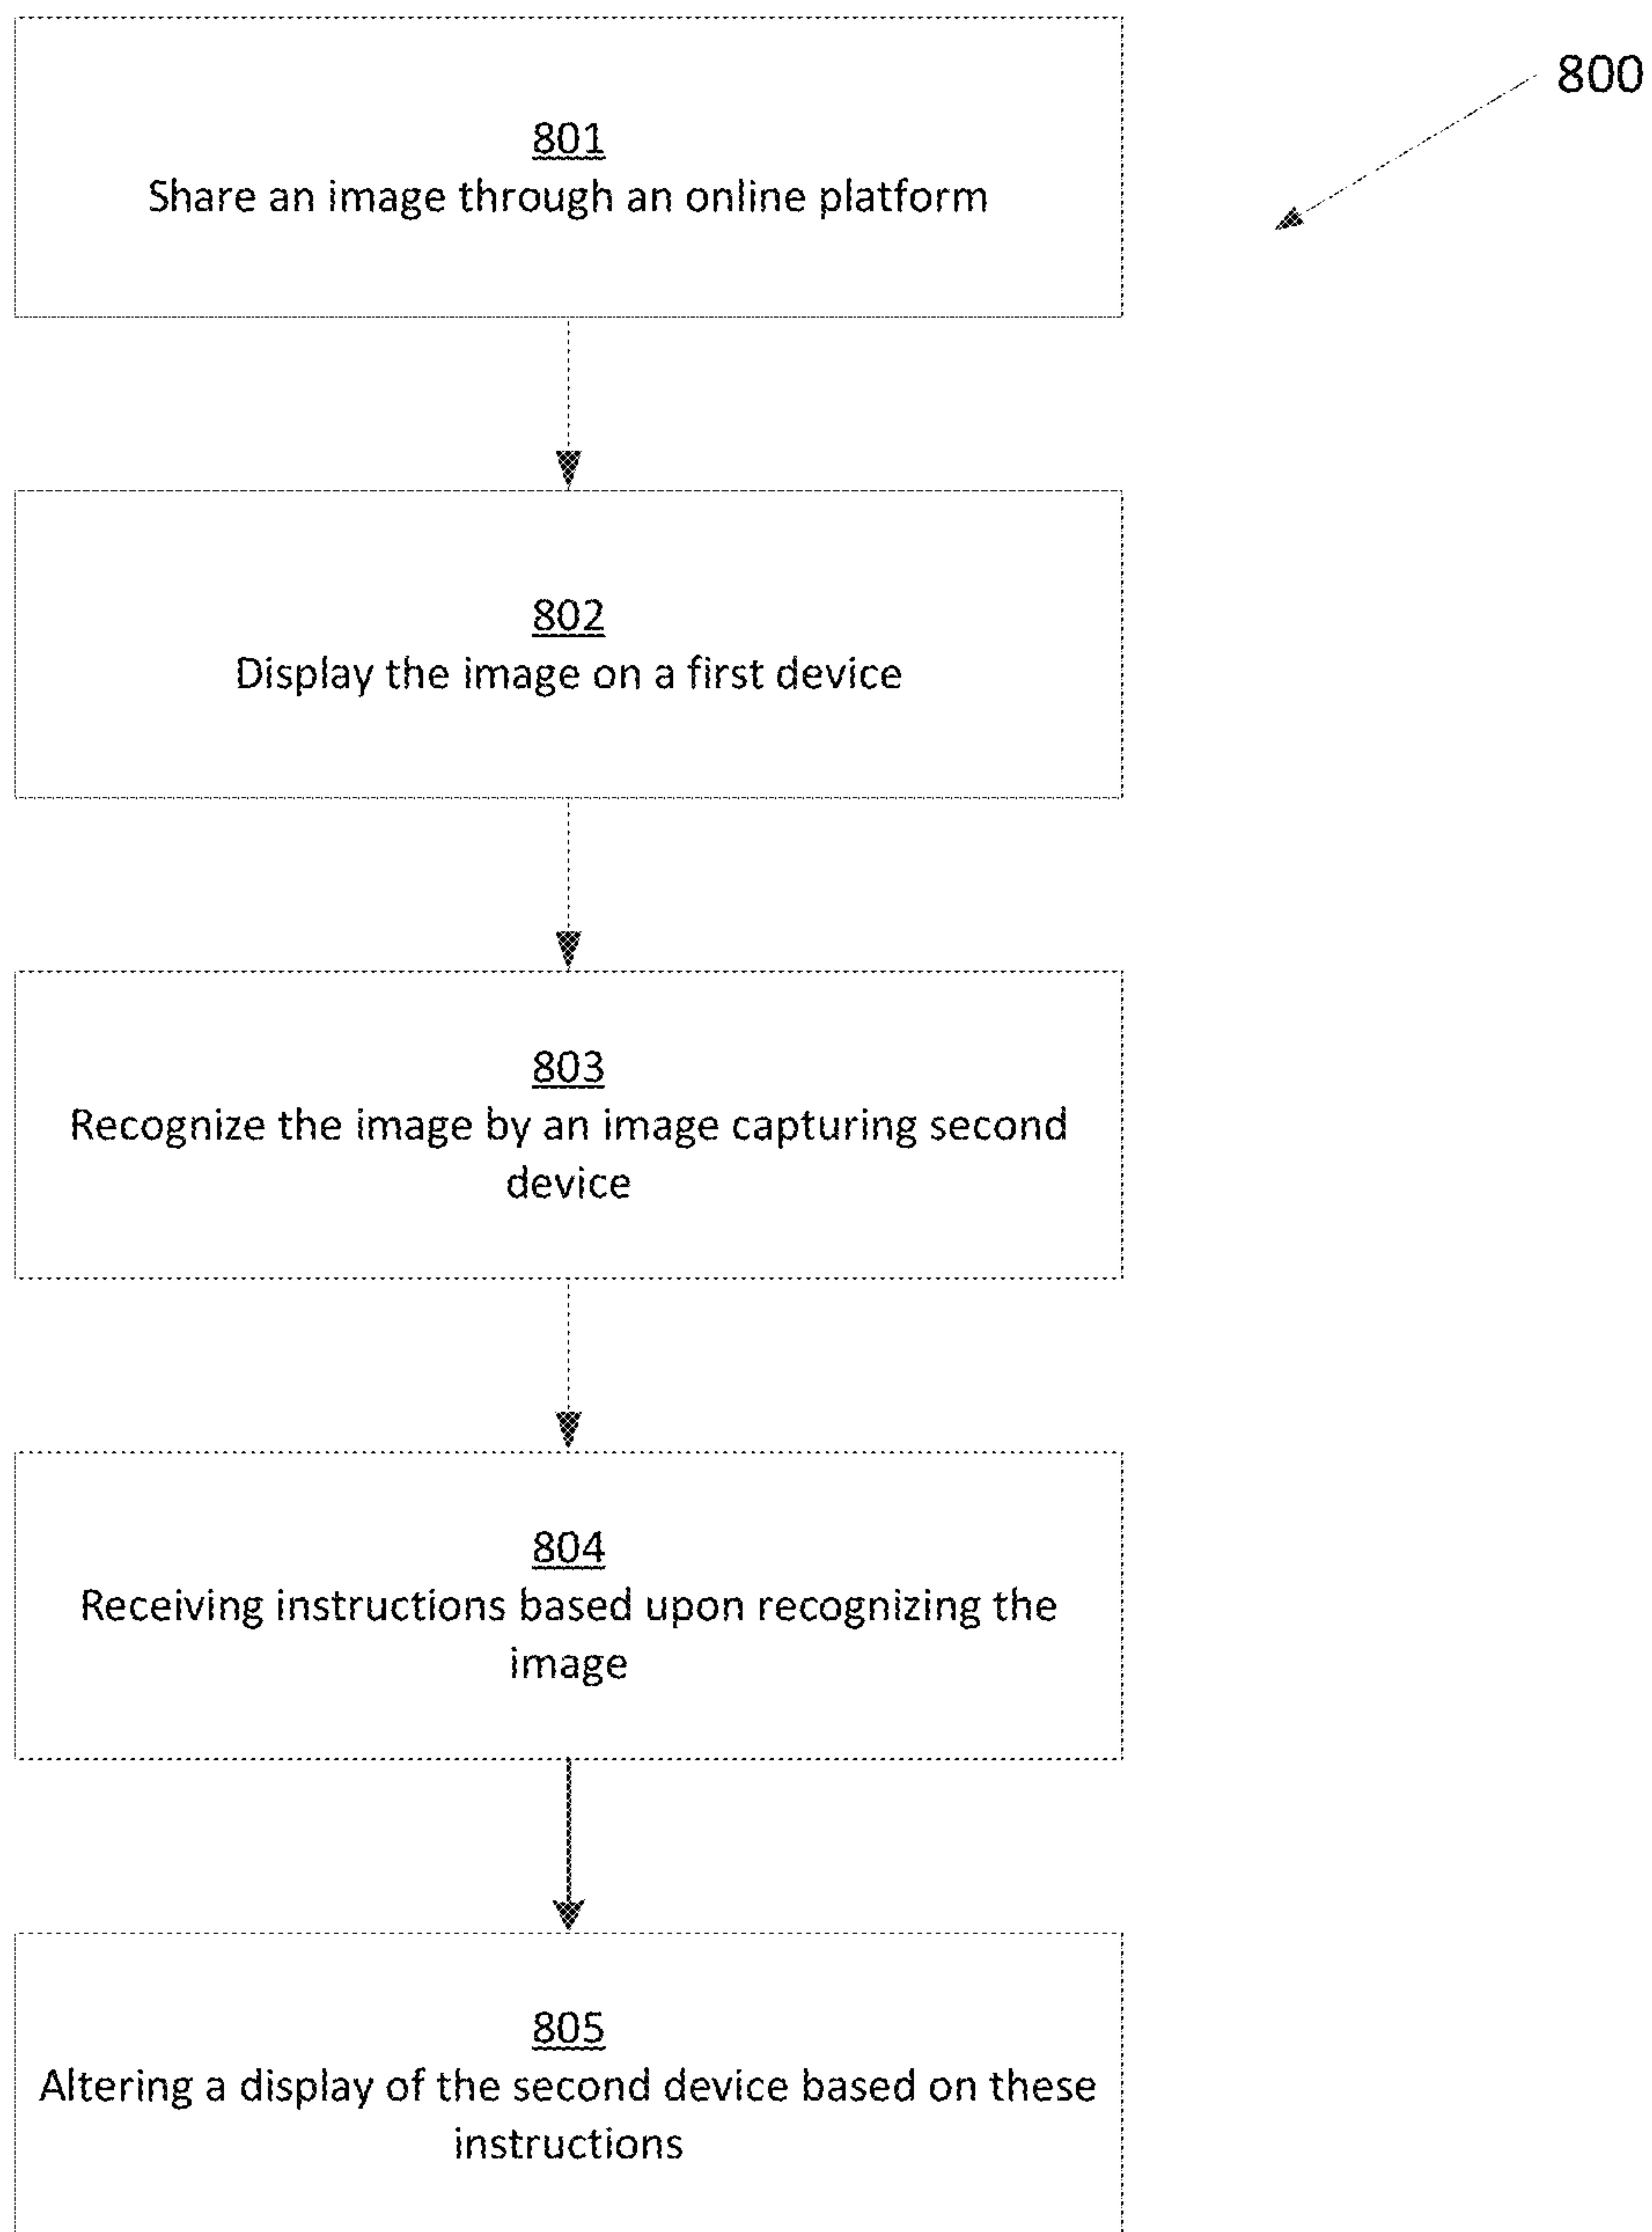 800
801
Share an image through an online platform
802
Display the image on a first device
803
Recognize the image by an image capturing second
device
804
Receiving instructions based upon recognizing the
image
805
Altering a display of the second device based on these
instructions